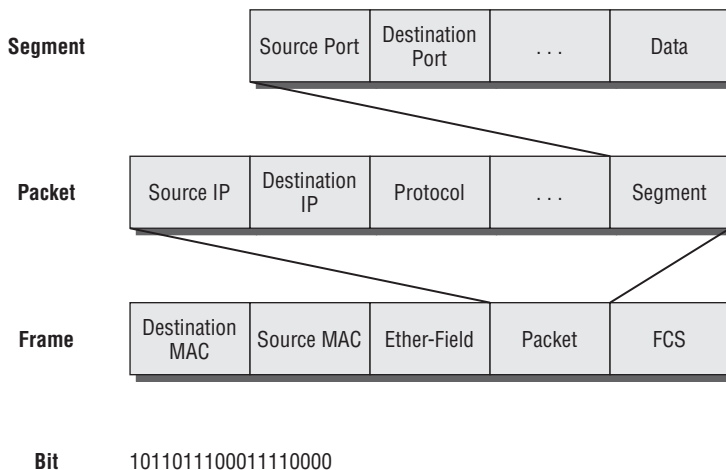 Segment
Source Port
Destination
Port
. . .
Data
Packet
Source IP
Destination
IP
Protocol
. . .
Segment
Frame
Destination
MAC
Source MAC
Ether-Field
Packet
FCS
Bit
1011011100011110000